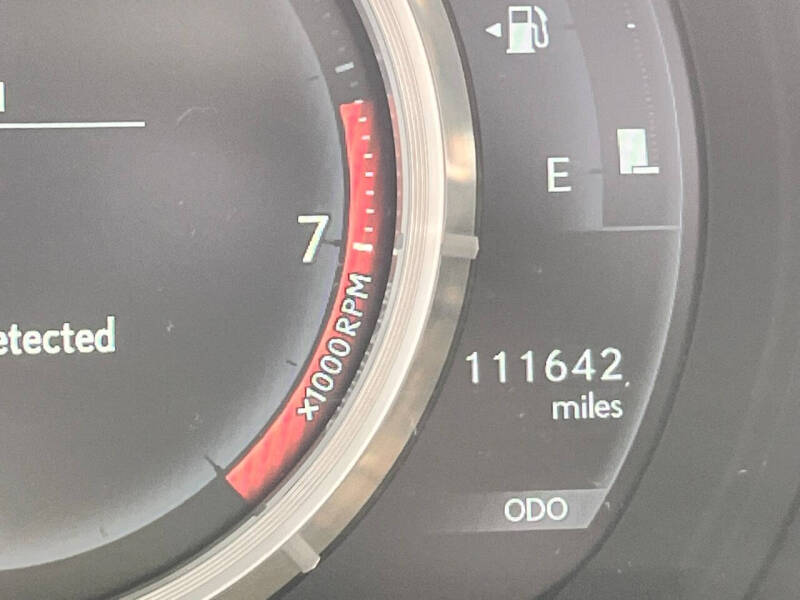 E
7
x1000RPM
etected
111642
miles
ODO